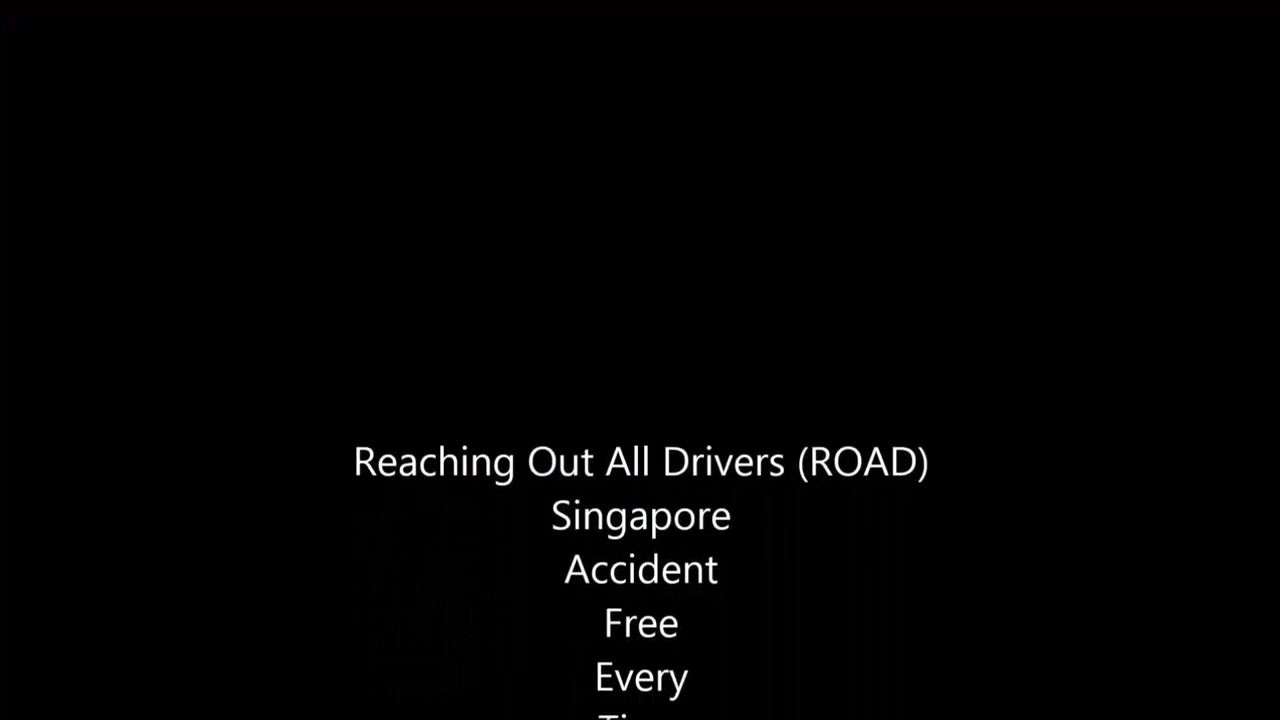 Reaching Out All Drivers (ROAD)
Singapore
Accident
Free
Every